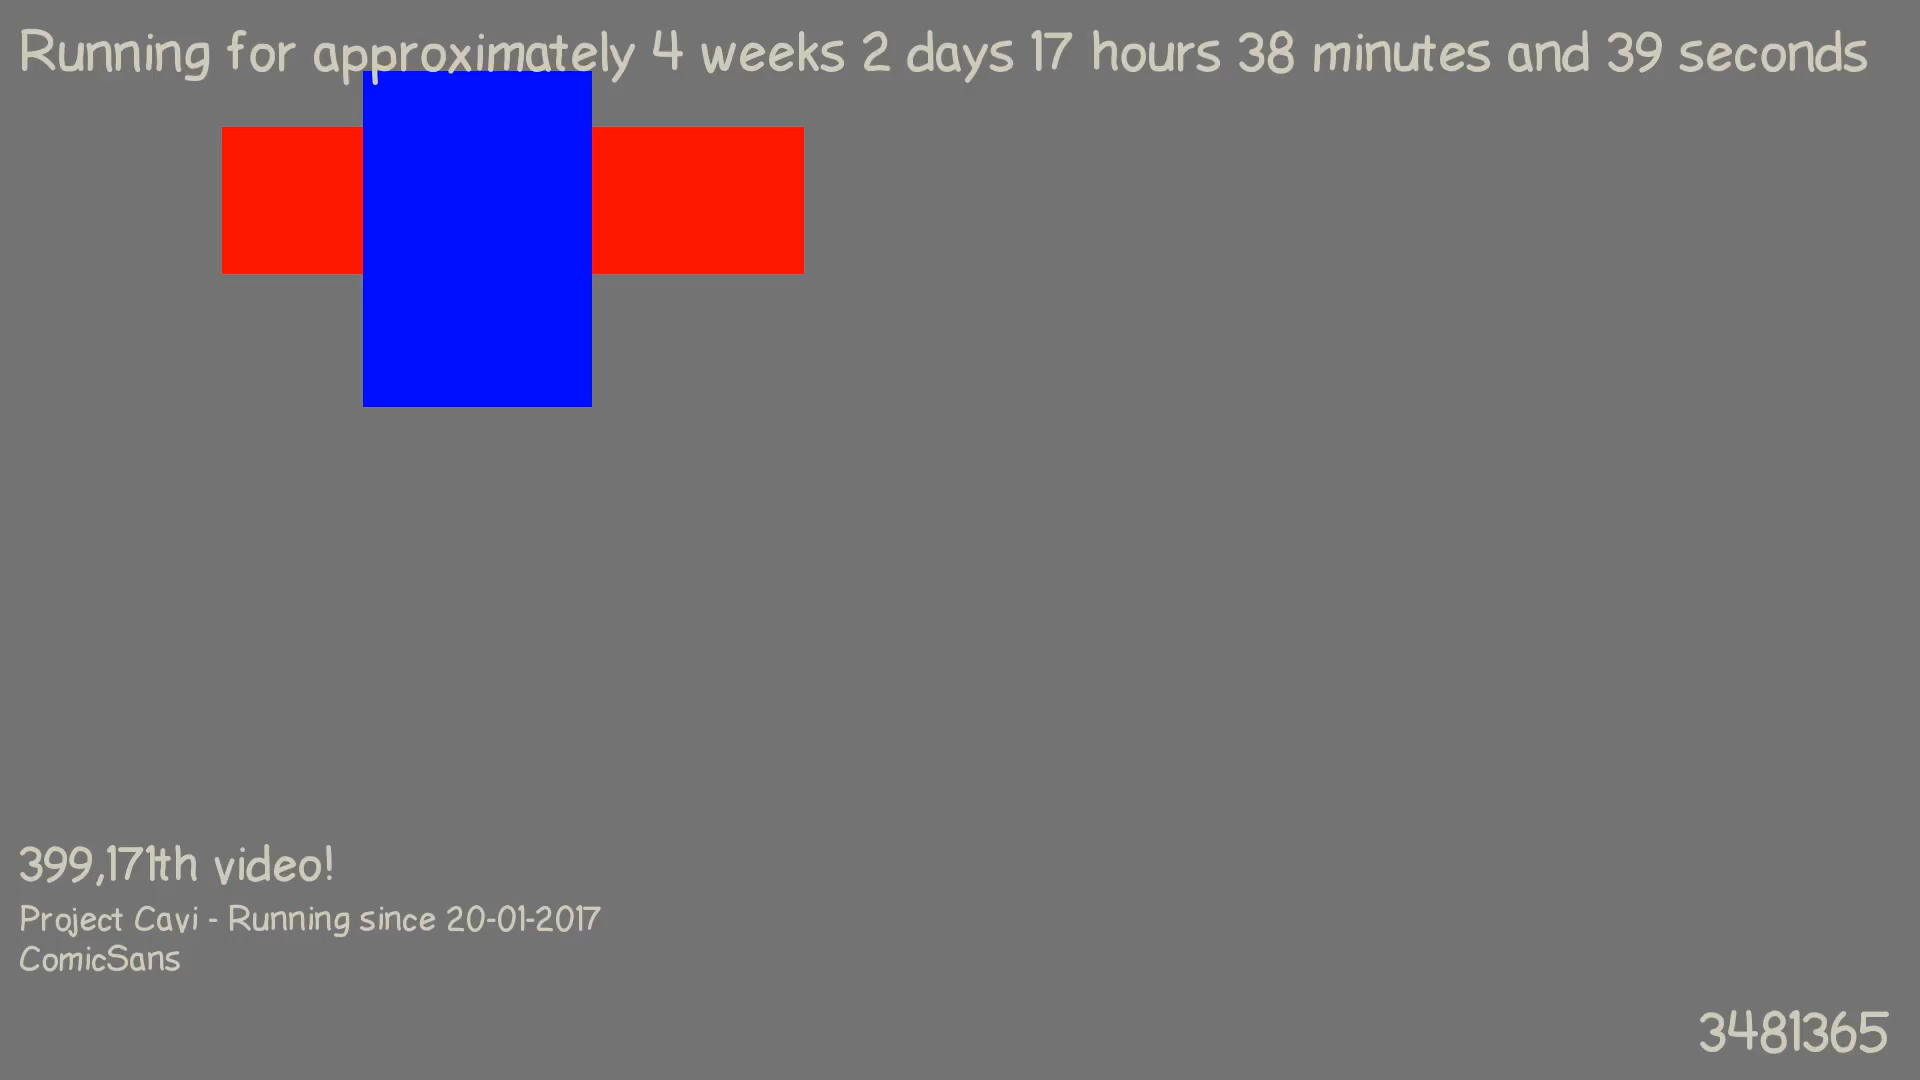 Running for approximately 4 weeks 2 days 17 hours 38 minutes and 39 seconds
399,171th video!
Project Cavi - Running since 20-01-2017
ComicSans
3481365